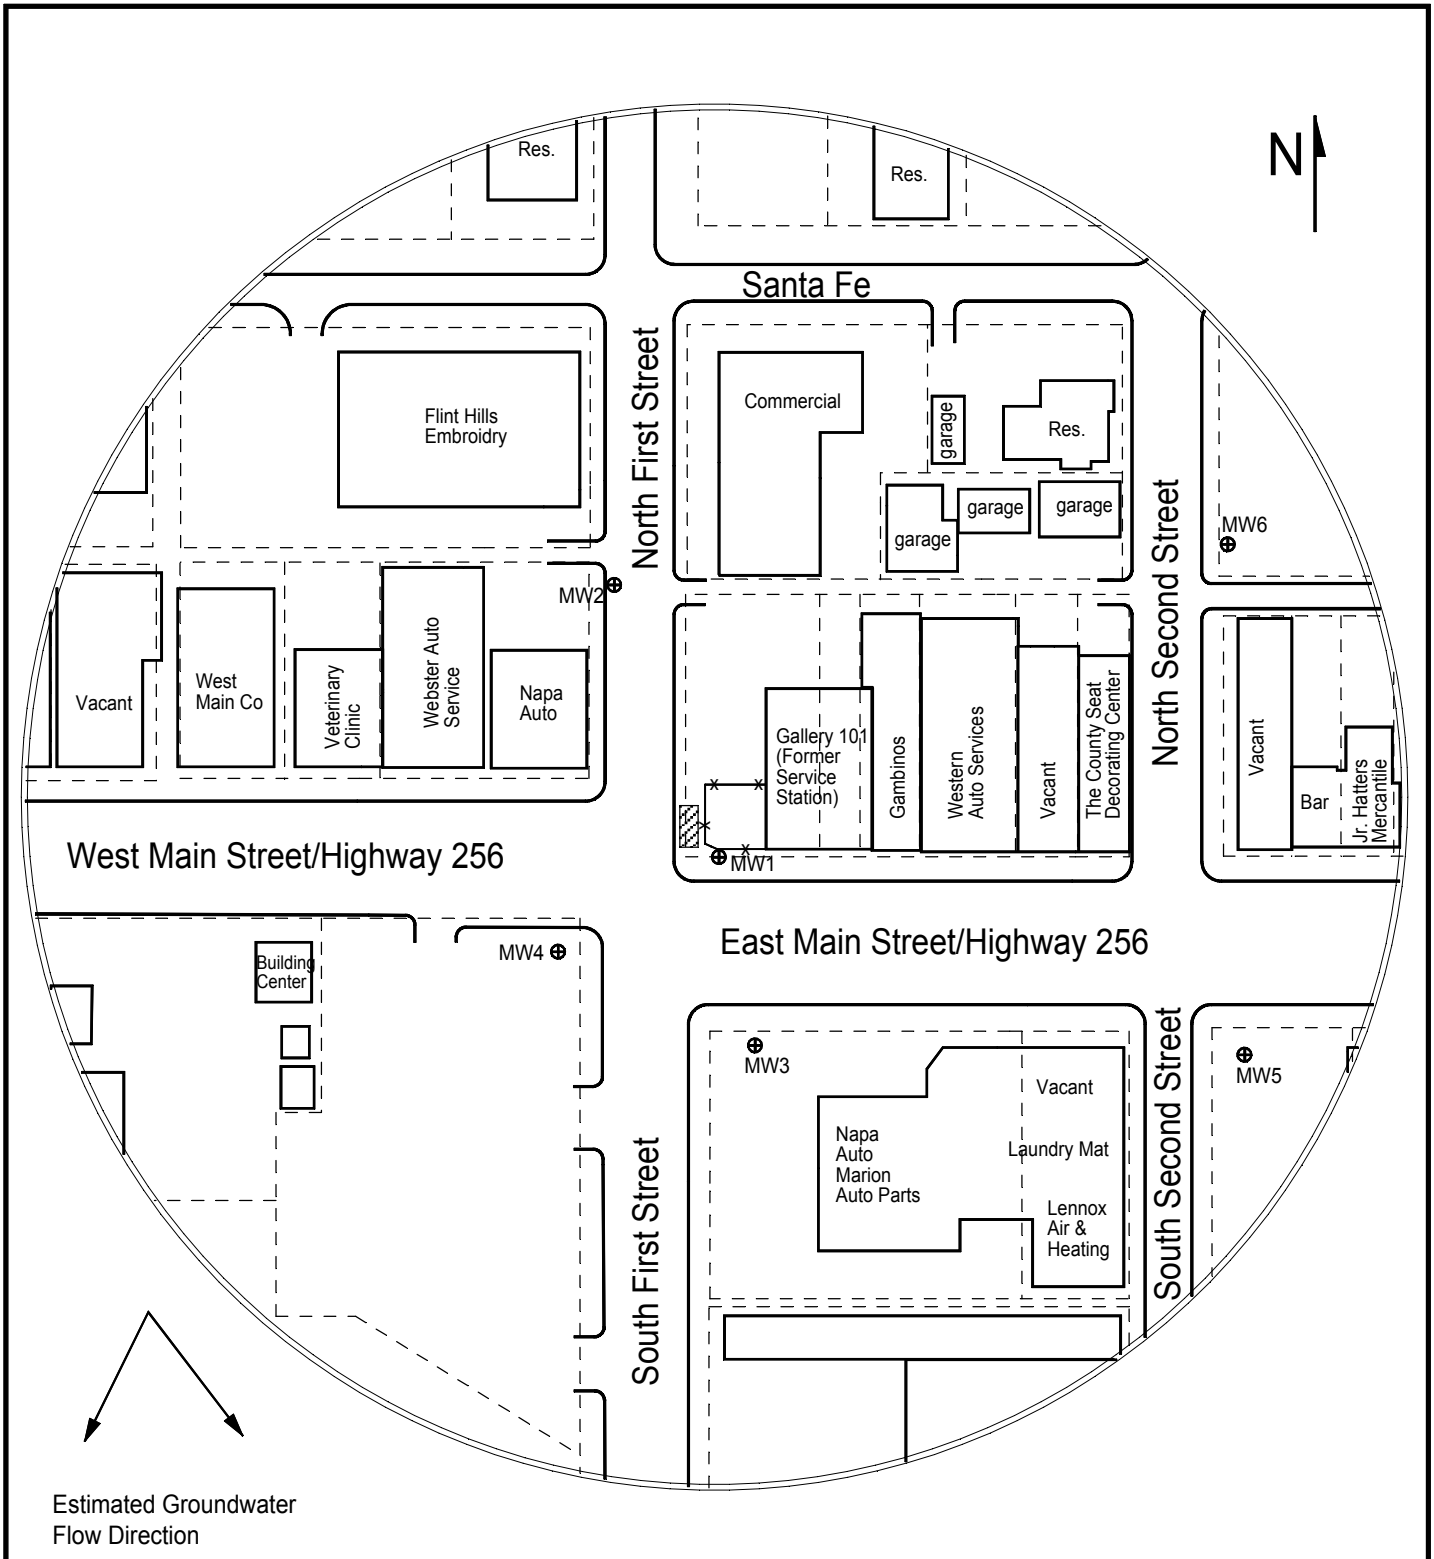 Res.
Res.
N
Santa Fe
North First Street
Flint Hills
Embroidry
Commercial
garage
Res.
garage
garage
garage
North Second Street
MW6
MW2
Vacant
West
Main Co
Veterinary
Clinic
Webster Auto
Service
Napa
Auto
Gallery 101
(Former
Service
Station)
Gambinos
Western
Auto Services
Vacant
The County Seat
Decorating Center
Vacant
Bar
Jr. Hatters
Mercantile
MW1
West Main Street/Highway 256
East Main Street/Highway 256
MW4
Building
Center
MW3
MW5
Vacant
Laundry Mat
Lennox
Air &
Heating
Napa
Auto
Marion
Auto Parts
South First Street
South Second Street
Estimated Groundwater
Flow Direction